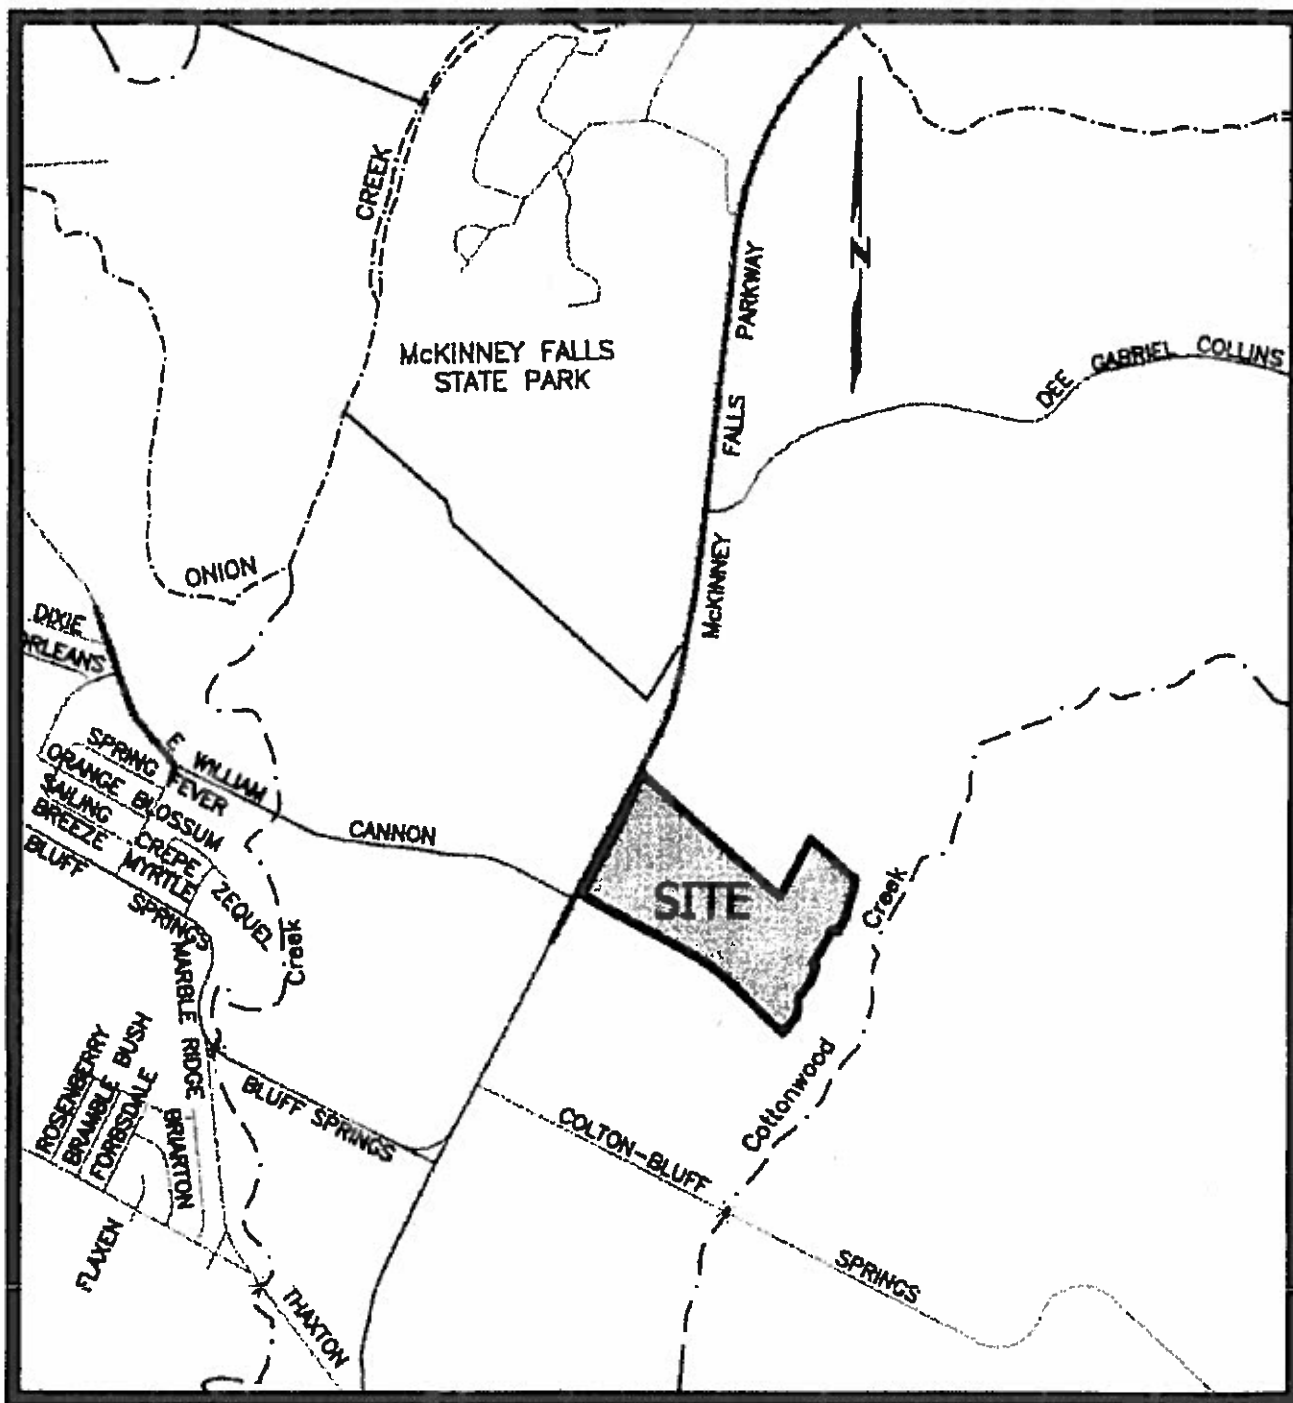 CREEK
N
PARKWAY
McKINNEY FALLS
STATE PARK
DEE GABRIEL COLLINS
FALLS
McKINNEY
ONION
DIXIE
ORLEANS
E WILLIAM
CANNON
SPRING FEVER
ORANGE BLOSSUM
SAILING
BREEZE
CREPE
MYRTLE
ZEQUEL
BLUFF
SPRINGS
Creek
SITE
Creek
Cottonwood
MARBLE RIDGE
ROSENBERRY
BRAMBLE BUSH
FORBSDALE
BRIARTON
FLAXEN
BLUFF SPRINGS
COLTON-BLUFF
SPRINGS
THAXTON